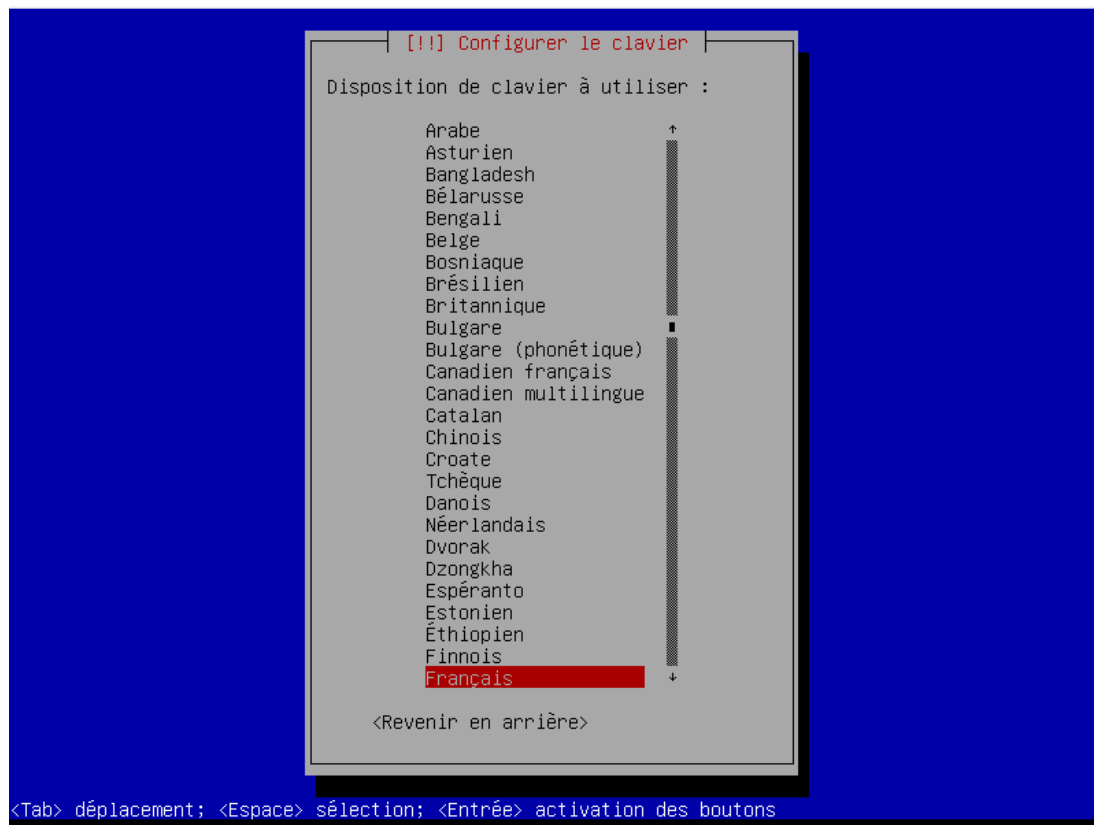 [!!] Configurer le clavier
Disposition de clavier à utiliser :
Arabe
Asturien
Bangladesh
Bélarusse
Bengali
Belge
Bosniaque
Brésilien
Britannique
Bulgare
Bulgare (phonétique)
Canadien français
Canadien multilingue
Catalan
Chinois
Croate
Tchèque
Danois
Néerlandais
Dvorak
Dzongkha
Espéranto
Estonien
Éthiopien
Finnois
Français
<Revenir en arrière>
<Tab> déplacement; <Espace> sélection; <Entrée> activation des boutons